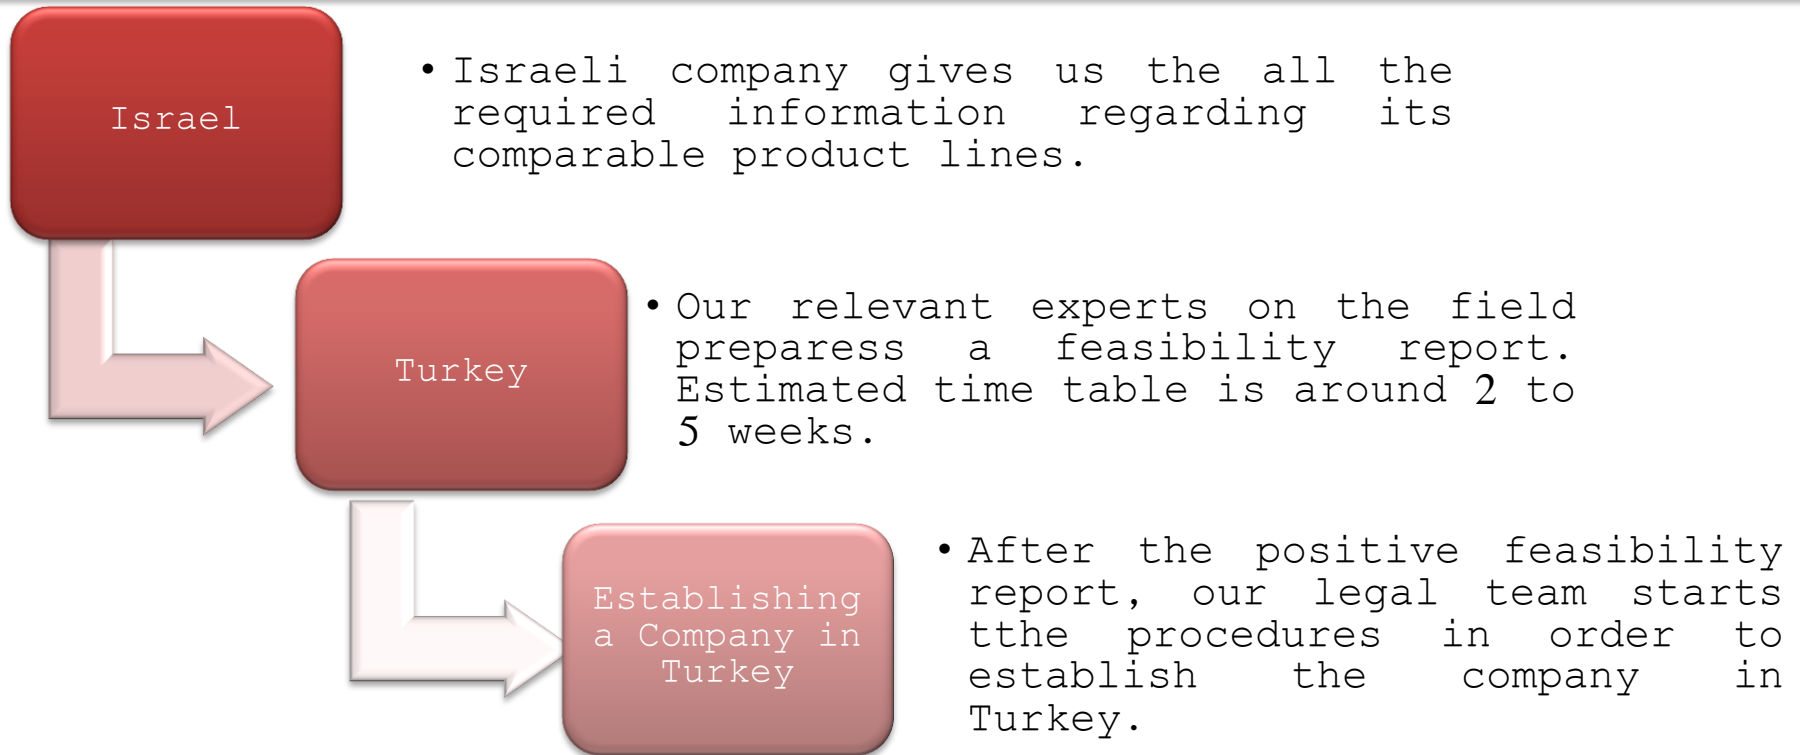 Israel
• Israeli company gives us the all the
required information regarding its
comparable product lines.
Turkey
• Our relevant experts on the field
preparess a feasibility report.
Estimated time table is around 2 to
5 weeks.
Establishing
a Company in
Turkey
• After the positive feasibility
report, our legal team starts
tthe procedures in order to
establish the company in
Turkey.